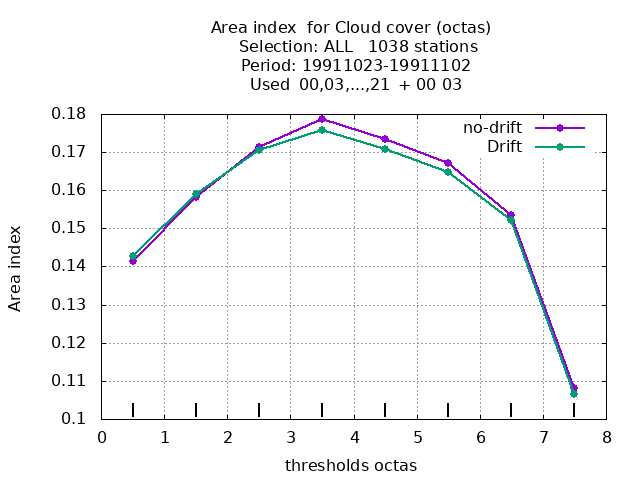 Area index  for Cloud cover (octas)
Selection: ALL   1038 stations
Period: 19911023-19911102
Used  00,03,...,21  + 00 03
no-drift
Drift
0.18
0.17
0.16
0.15
0.14
0.13
0.12
0.11
0.1
Area index
0 1 2 3 4 5 6 7 8
thresholds octas